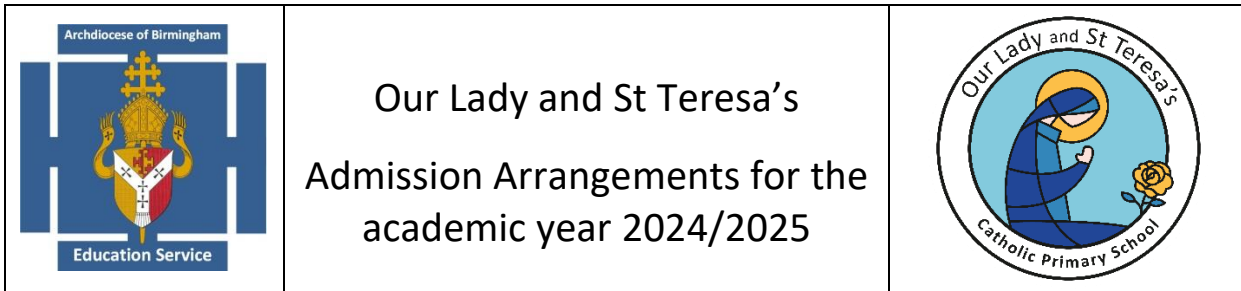 Archdiocese of Birmingham
Education Service
Our Lady and St Teresa’s
Admission Arrangements for the
academic year 2024/2025
Our Lady and St Teresa's
Catholic Primary School